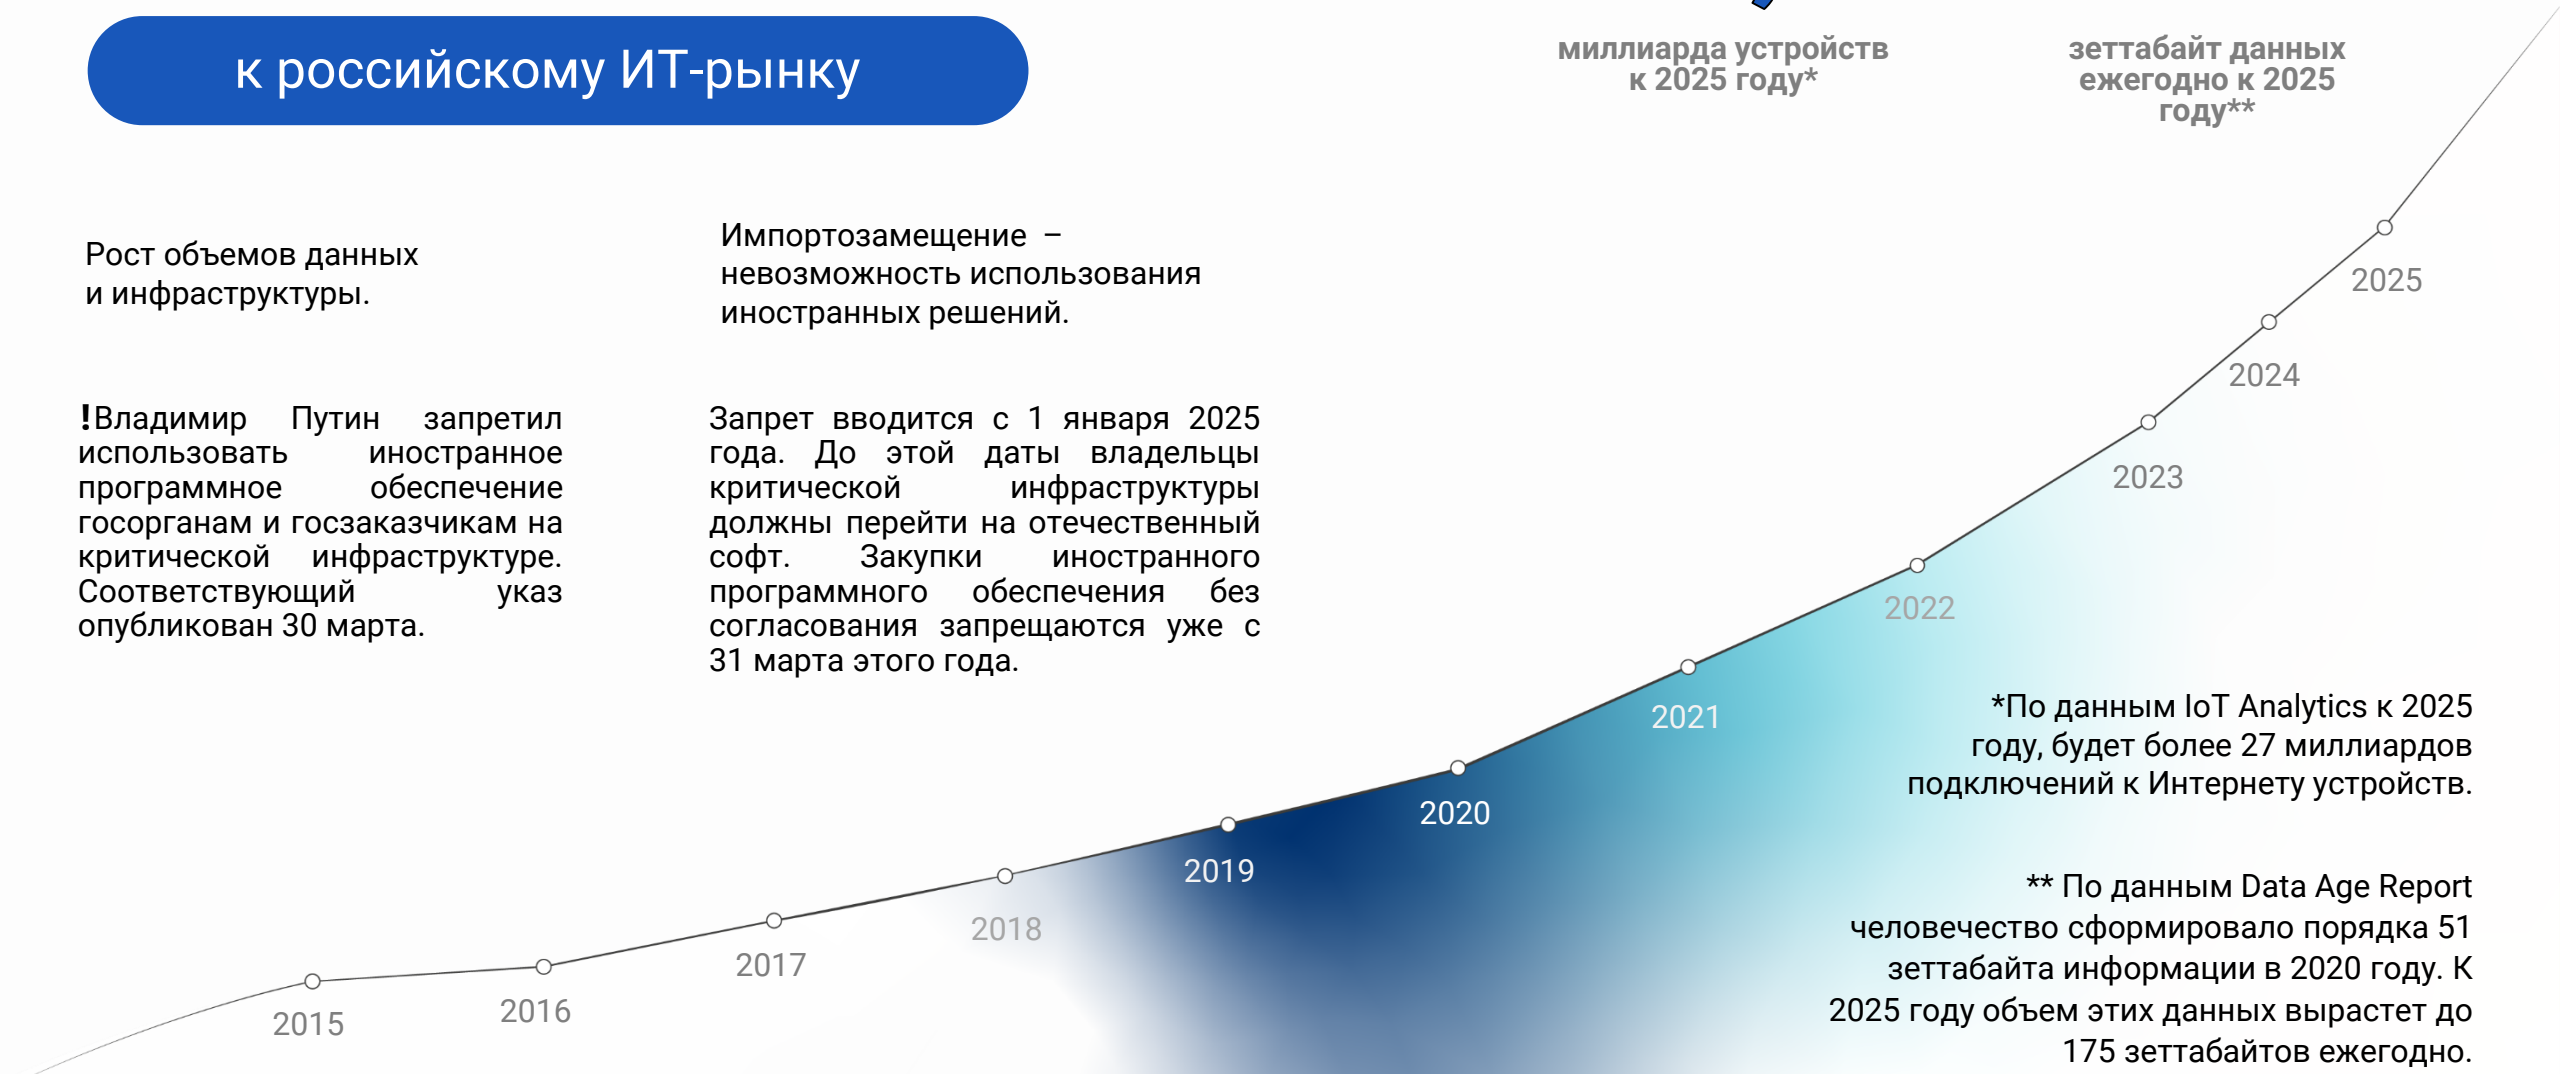 к российскому ИТ-рынку
миллиарда устройств
к 2025 году*
зеттабайт данных
ежегодно к 2025
году**
Рост объемов данных
и инфраструктуры.
Импортозамещение –
невозможность использования
иностранных решений.
!Владимир Путин запретил
использовать иностранное
программное обеспечение
госорганам и госзаказчикам на
критической инфраструктуре.
Соответствующий указ
опубликован 30 марта.
Запрет вводится с 1 января 2025
года. До этой даты владельцы
критической инфраструктуры
должны перейти на отечественный
софт. Закупки иностранного
программного обеспечения без
согласования запрещаются уже с
31 марта этого года.
2015
2016
2017
2018
2019
2020
2021
2022
2023
2024
2025
*По данным IoT Analytics к 2025
году, будет более 27 миллиардов
подключений к Интернету устройств.
** По данным Data Age Report
человечество сформировало порядка 51
зеттабайта информации в 2020 году. К
2025 году объем этих данных вырастет до
175 зеттабайтов ежегодно.